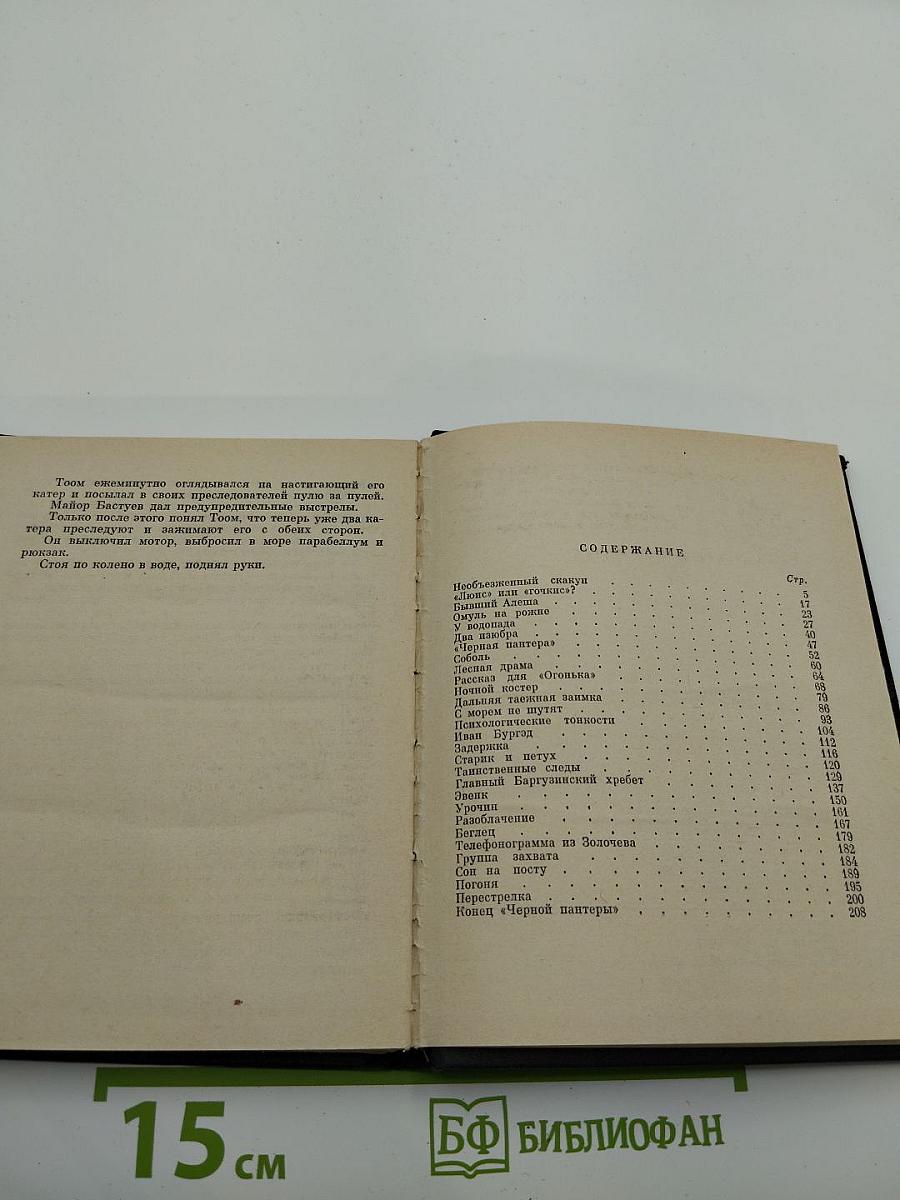 Тоом ежеминутно оглядывался на настигающий его
катер и посылал в своих преследователей пулю за пулей.
Майор Бастуев дал предупредительные выстрелы.
Только после этого понял Тоом, что теперь уже два ка-
тера преследуют и зажимают его с обеих сторон.
Он выключил мотор, выбросил в море парабеллум и
рюкзак.
Стоя по колено в воде, поднял руки.
СОДЕРЖАНИЕ
Стр.
Необъезженный скакун . . . . . . . . 5
«Люис» или «гочкис»? . . . . . . . . 17
Бывший Алеша . . . . . . . . 23
Омуль на рожне . . . . . . . . 27
У водопада . . . . . . . . 40
Два изюбра . . . . . . . . 47
«Черная пантера» . . . . . . . . 52
Соболь . . . . . . . . 60
Лесная драма . . . . . . . . 64
Рассказ для «Огонька» . . . . . . . . 68
Ночной костер . . . . . . . . 79
Дальняя таежная заимка . . . . . . . . 86
С морем не шутят . . . . . . . . 93
Психологические тонкости . . . . . . . . 104
Иван Бургэд . . . . . . . . 112
Задержка . . . . . . . . 116
Старик и петух . . . . . . . . 120
Таинственные следы . . . . . . . . 129
Главный Баргузинский хребет . . . . . . . . 137
Эвенк . . . . . . . . 150
Урочин . . . . . . . . 161
Разоблачение . . . . . . . . 167
Беглец . . . . . . . . 179
Телефонограмма из Золочева . . . . . . . . 182
Группа захвата . . . . . . . . 184
Сон на посту . . . . . . . . 189
Погоня . . . . . . . . 195
Перестрелка . . . . . . . . 200
Конец «Черной пантеры» . . . . . . . . 208
15 см
БФ БИБЛИОФАН